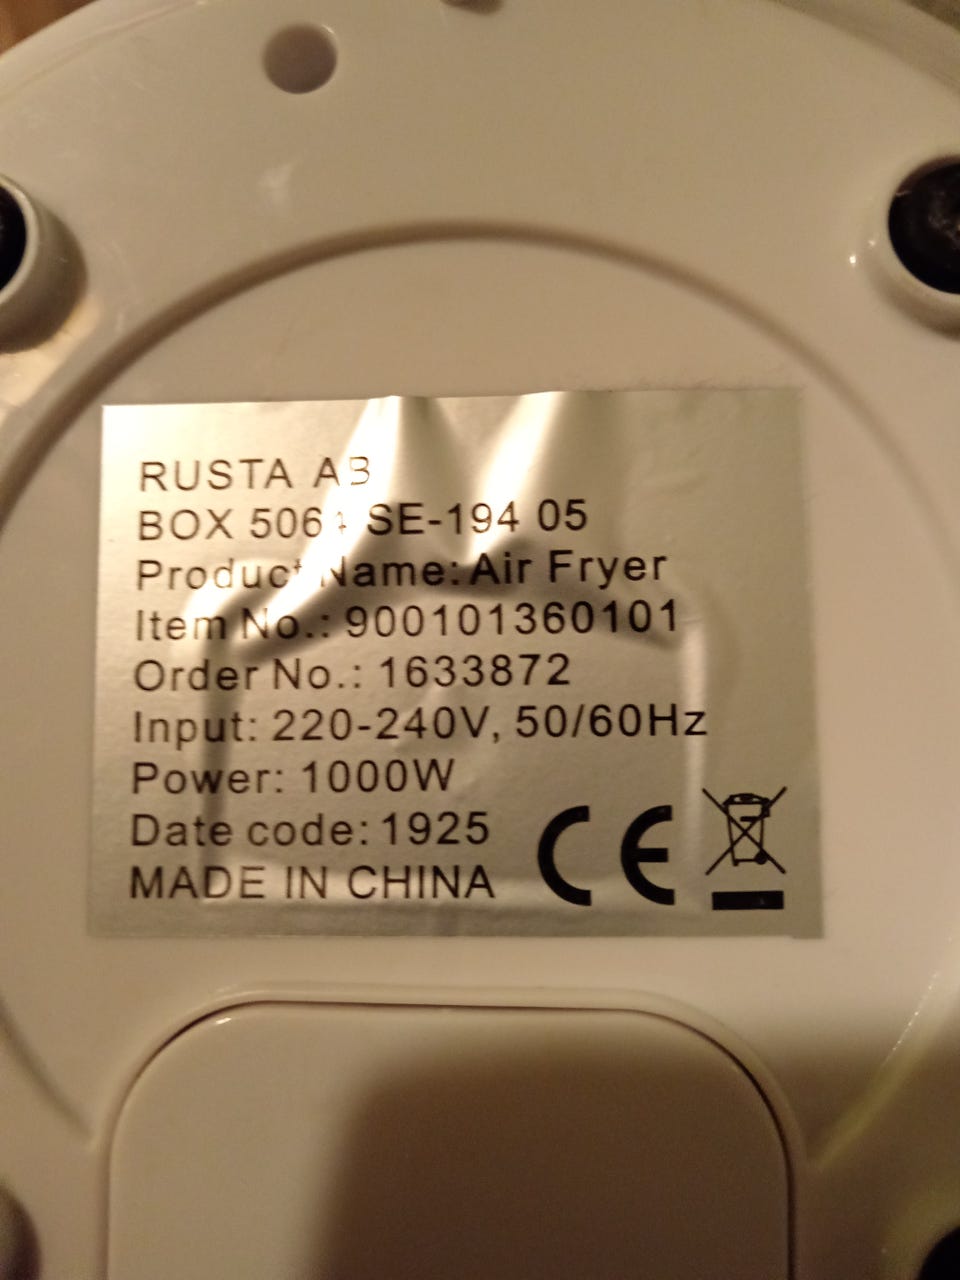 RUSTA AB
BOX 5064 SE-194 05
Product Name: Air Fryer
Item No.: 900101360101
Order No.: 1633872
Input: 220-240V, 50/60Hz
Power: 1000W
Date code: 1925
MADE IN CHINA CE